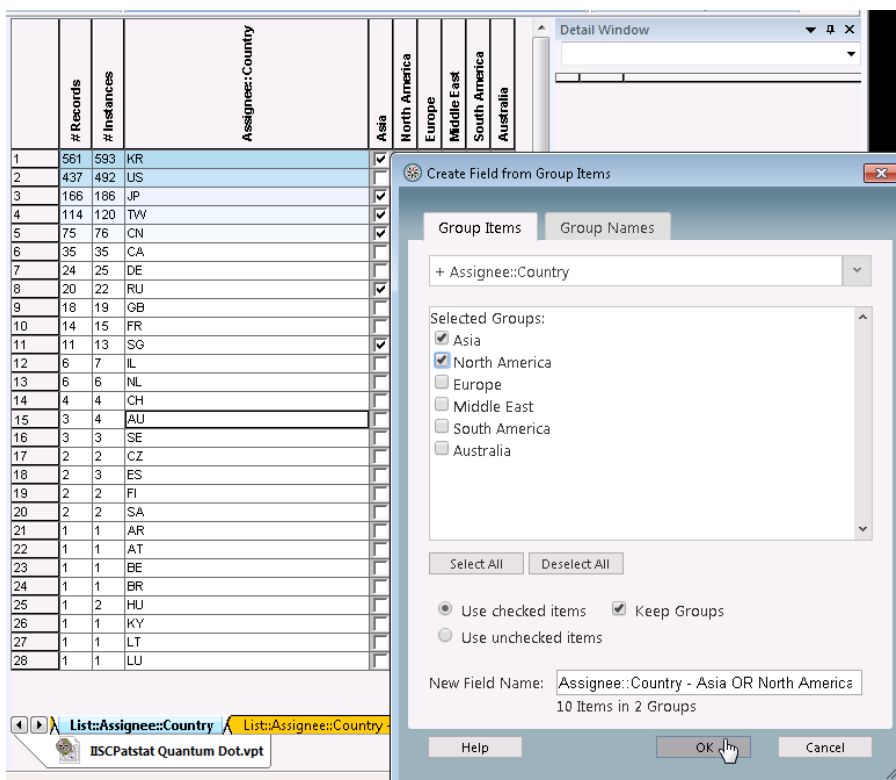 # Records # Instances Assignee::Country Asia North America Europe Middle East South America Australia
1 561 593 KR
2 437 492 US
3 166 186 JP
4 114 120 TW
5 75 76 CN
6 35 35 CA
7 24 25 DE
8 20 22 RU
9 18 19 GB
10 14 15 FR
11 11 13 SG
12 6 7 IL
13 6 6 NL
14 4 4 CH
15 3 4 AU
16 3 3 SE
17 2 2 CZ
18 2 3 ES
19 2 2 FI
20 2 2 SA
21 1 1 AR
22 1 1 AT
23 1 1 BE
24 1 1 BR
25 1 2 HU
26 1 1 KY
27 1 1 LT
28 1 1 LU
List::Assignee::Country List::Assignee::Country -
IISCPatstat Quantum Dot.vpt
Detail Window
Create Field from Group Items
Group Items Group Names
+ Assignee::Country
Selected Groups:
Asia
North America
Europe
Middle East
South America
Australia
Select All Deselect All
Use checked items Keep Groups
Use unchecked items
New Field Name: Assignee::Country - Asia OR North America
10 Items in 2 Groups
Help OK Cancel